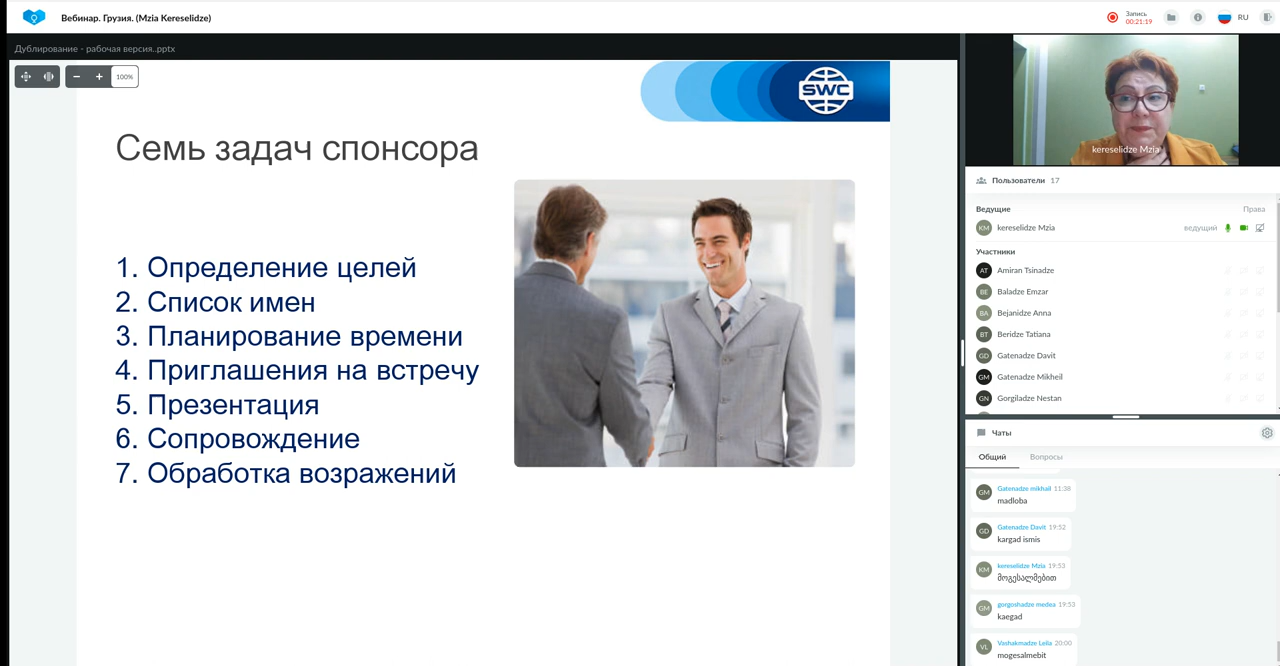 Вебинар. Грузия. (Mzia Kereselidze)
Запись
00:21:19
RU
Дублирование - рабочая версия..pptx
100%
SWC
Семь задач спонсора
1. Определение целей
2. Список имен
3. Планирование времени
4. Приглашения на встречу
5. Презентация
6. Сопровождение
7. Обработка возражений
kereselidze Mzia
Пользователи 17
Ведущие Права
KM kereselidze Mzia ведущий
Участники
AT Amiran Tsinadze
BE Baladze Emzar
BA Bejanidze Anna
BT Beridze Tatiana
GD Gatenadze Davit
GM Gatenadze Mikheil
GN Gorgiladze Nestan
Чаты
Общий Вопросы
GM Gatenadze mikhail 11:38
madloba
GD Gatenadze Davit 19:52
kargad ismis
KM kereselidze Mzia 19:53
მოგესალმებით
GM gorgoshadze medea 19:53
kaegad
VL Vashakmadze Leila 20:00
mogesalmebit